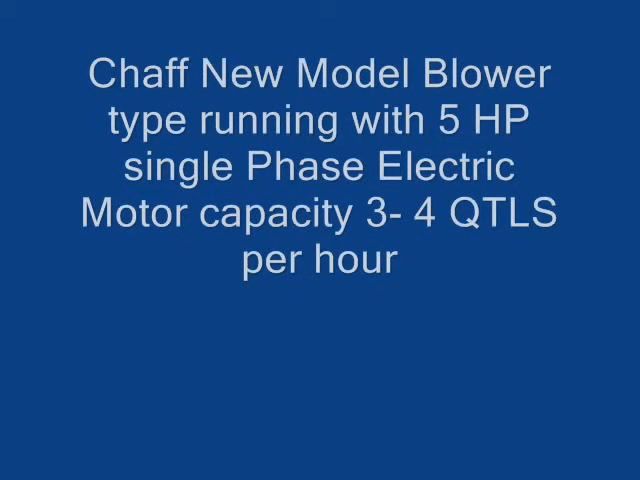 Chaff New Model Blower
type running with 5 HP
single Phase Electric
Motor capacity 3- 4 QTLS
per hour